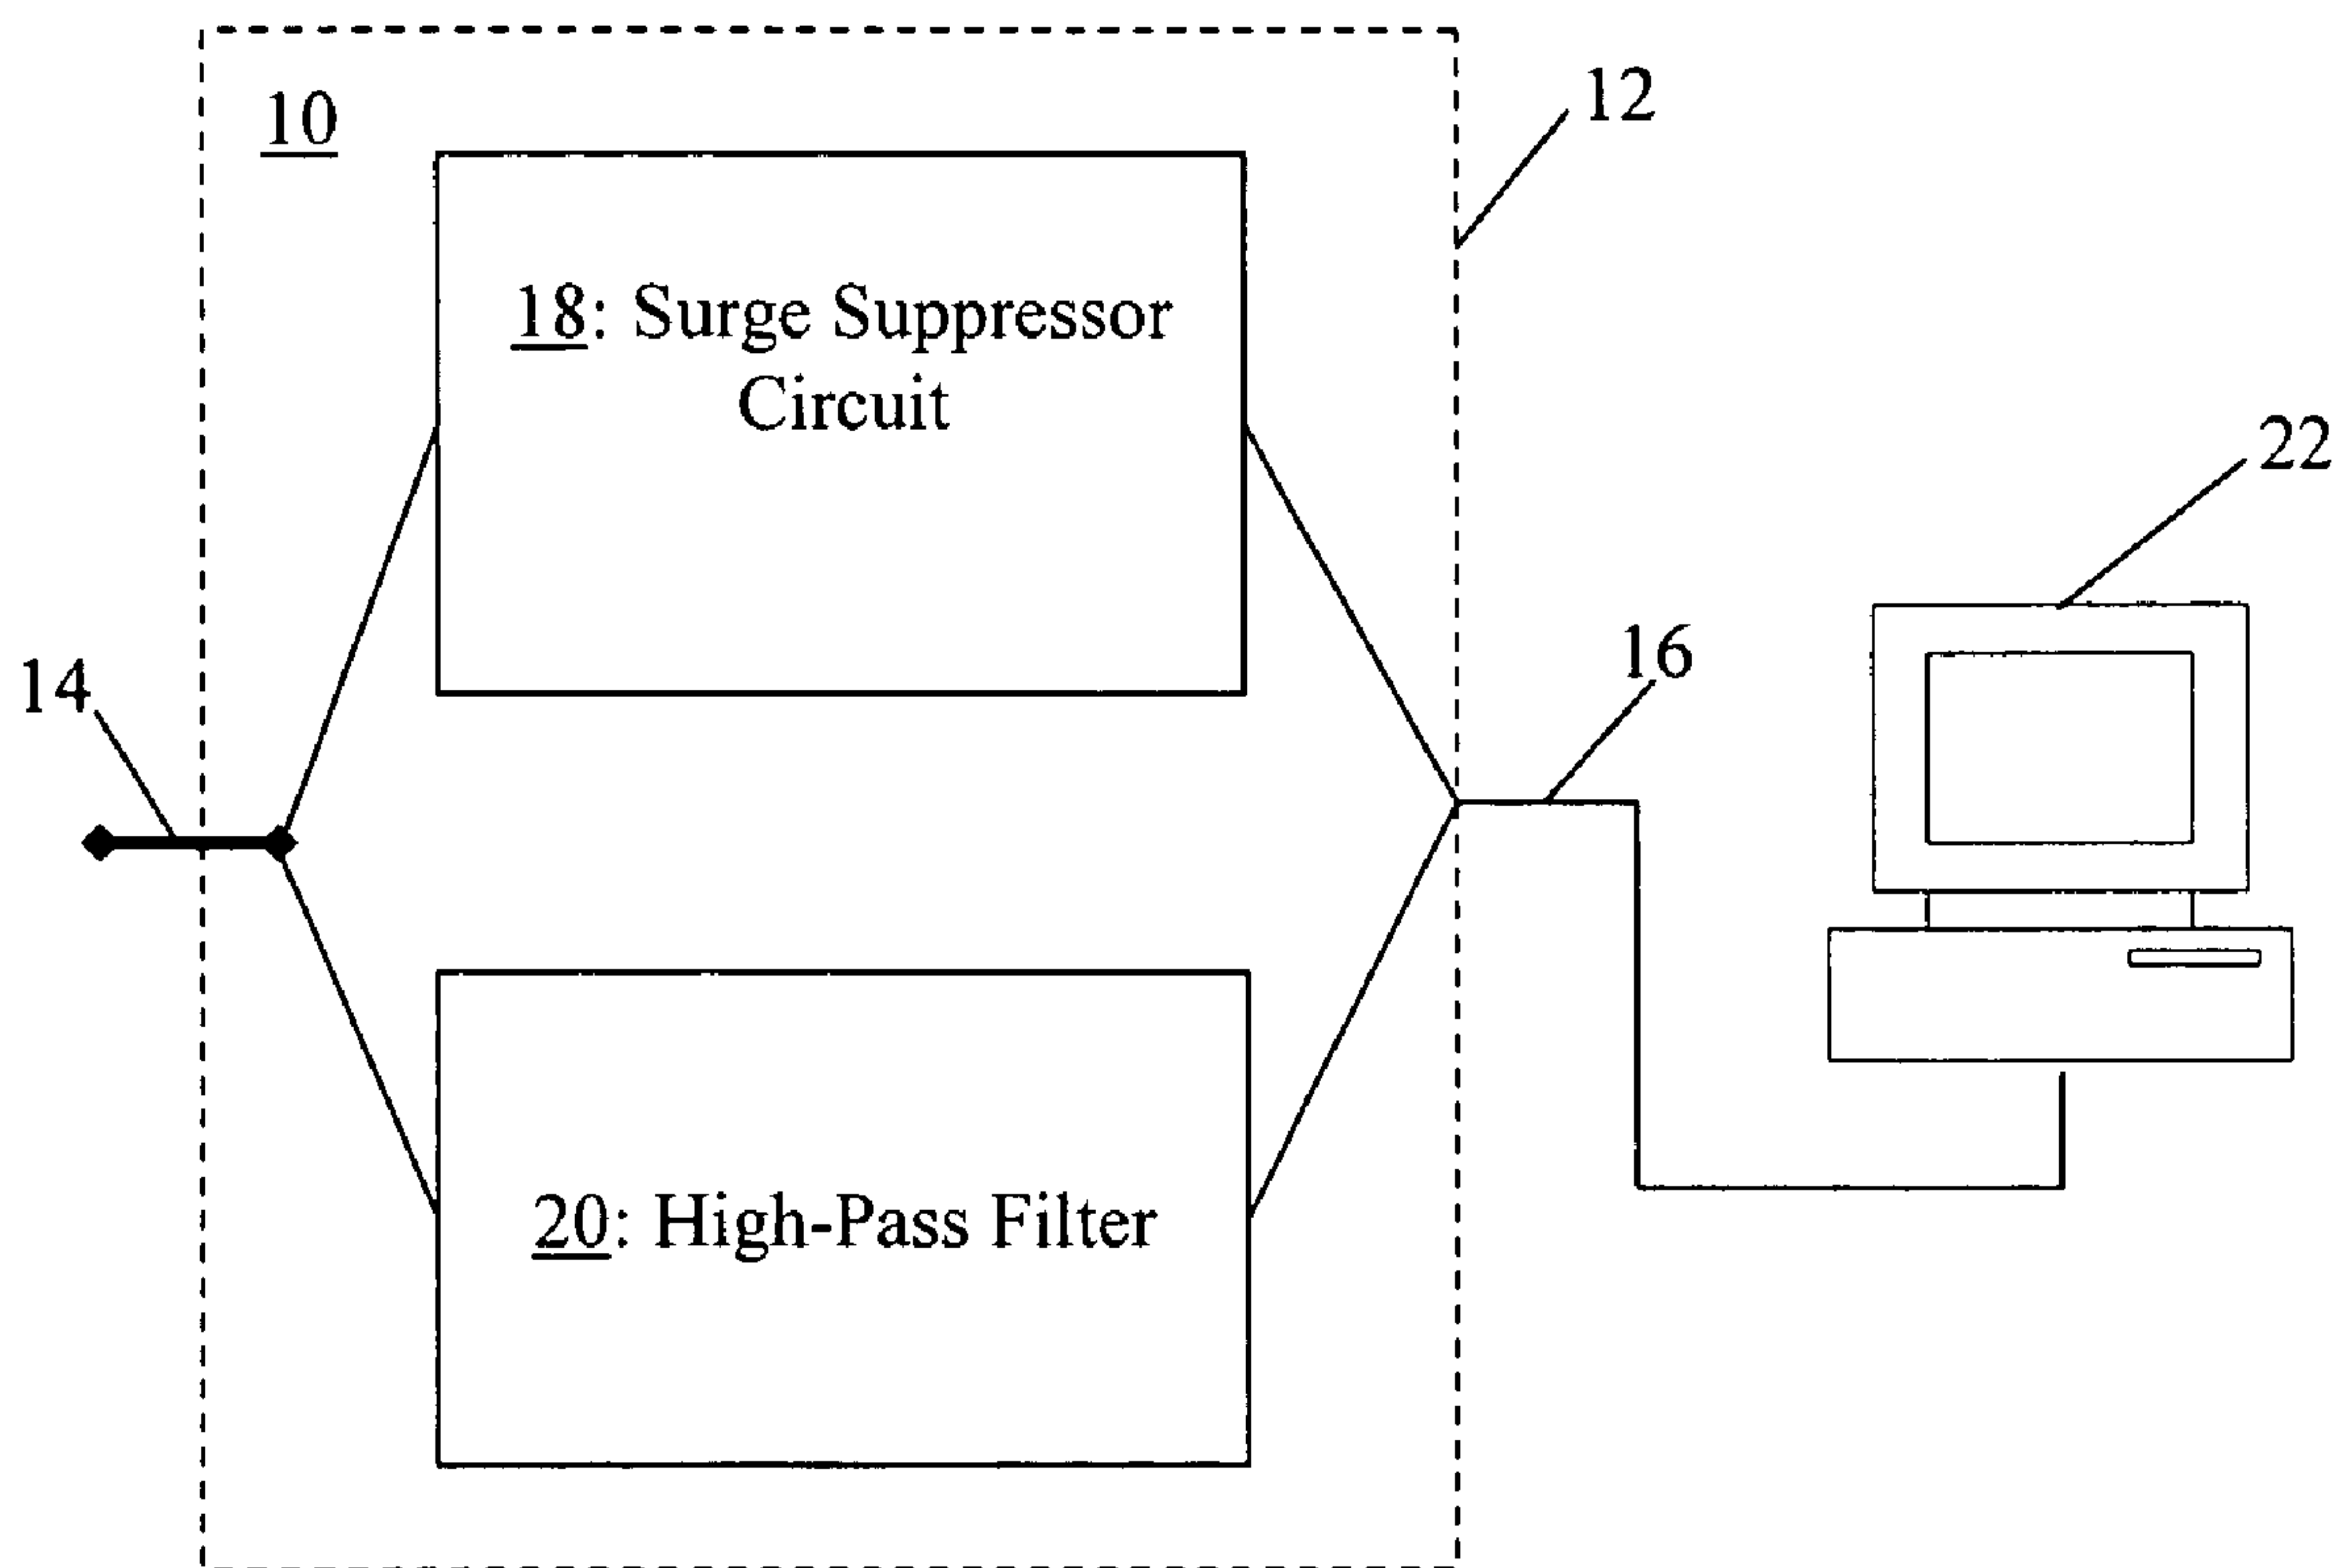 10
12
18: Surge Suppressor
Circuit
22
16
14
20: High-Pass Filter